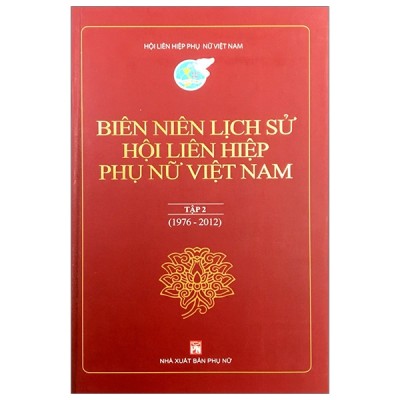 HỘI LIÊN HIỆP PHỤ NỮ VIỆT NAM
BIÊN NIÊN LỊCH SỬ
HỘI LIÊN HIỆP
PHỤ NỮ VIỆT NAM
TẬP 2
(1976 - 2012)
NHÀ XUẤT BẢN PHỤ NỮ